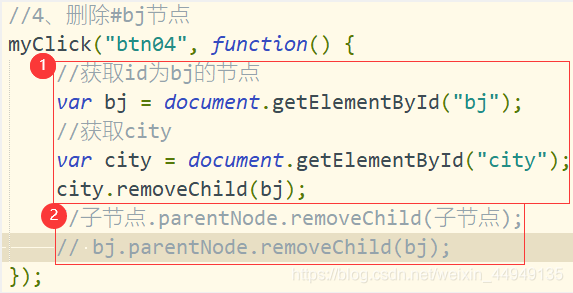 //4、删除#bj节点
myClick("btn04", function() {
1
//获取id为bj的节点
var bj = document.getElementById("bj");
//获取city
var city = document.getElementById("city");
city.removeChild(bj);
2
//子节点.parentNode.removeChild(子节点);
// bj.parentNode.removeChild(bj);
});
https://blog.csdn.net/weixin_44949135